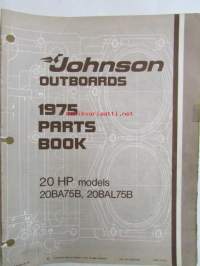 Johnson
OUTBOARDS
1975
PARTS
BOOK
20 HP models
20BA75B, 20BAL75B